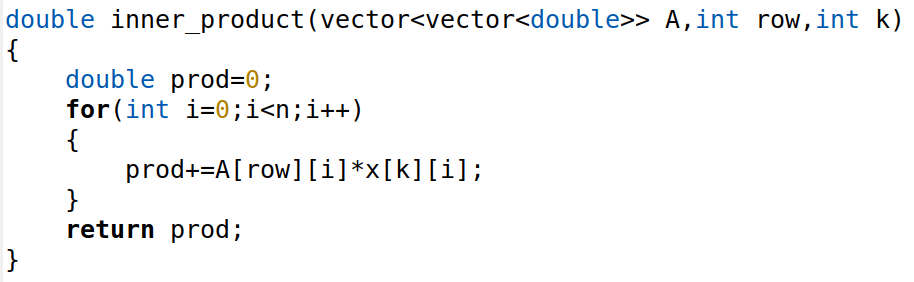 double inner_product(vector<vector<double>> A,int row,int k)
{
    double prod=0;
    for(int i=0;i<n;i++)
    {
        prod+=A[row][i]*x[k][i];
    }
    return prod;
}